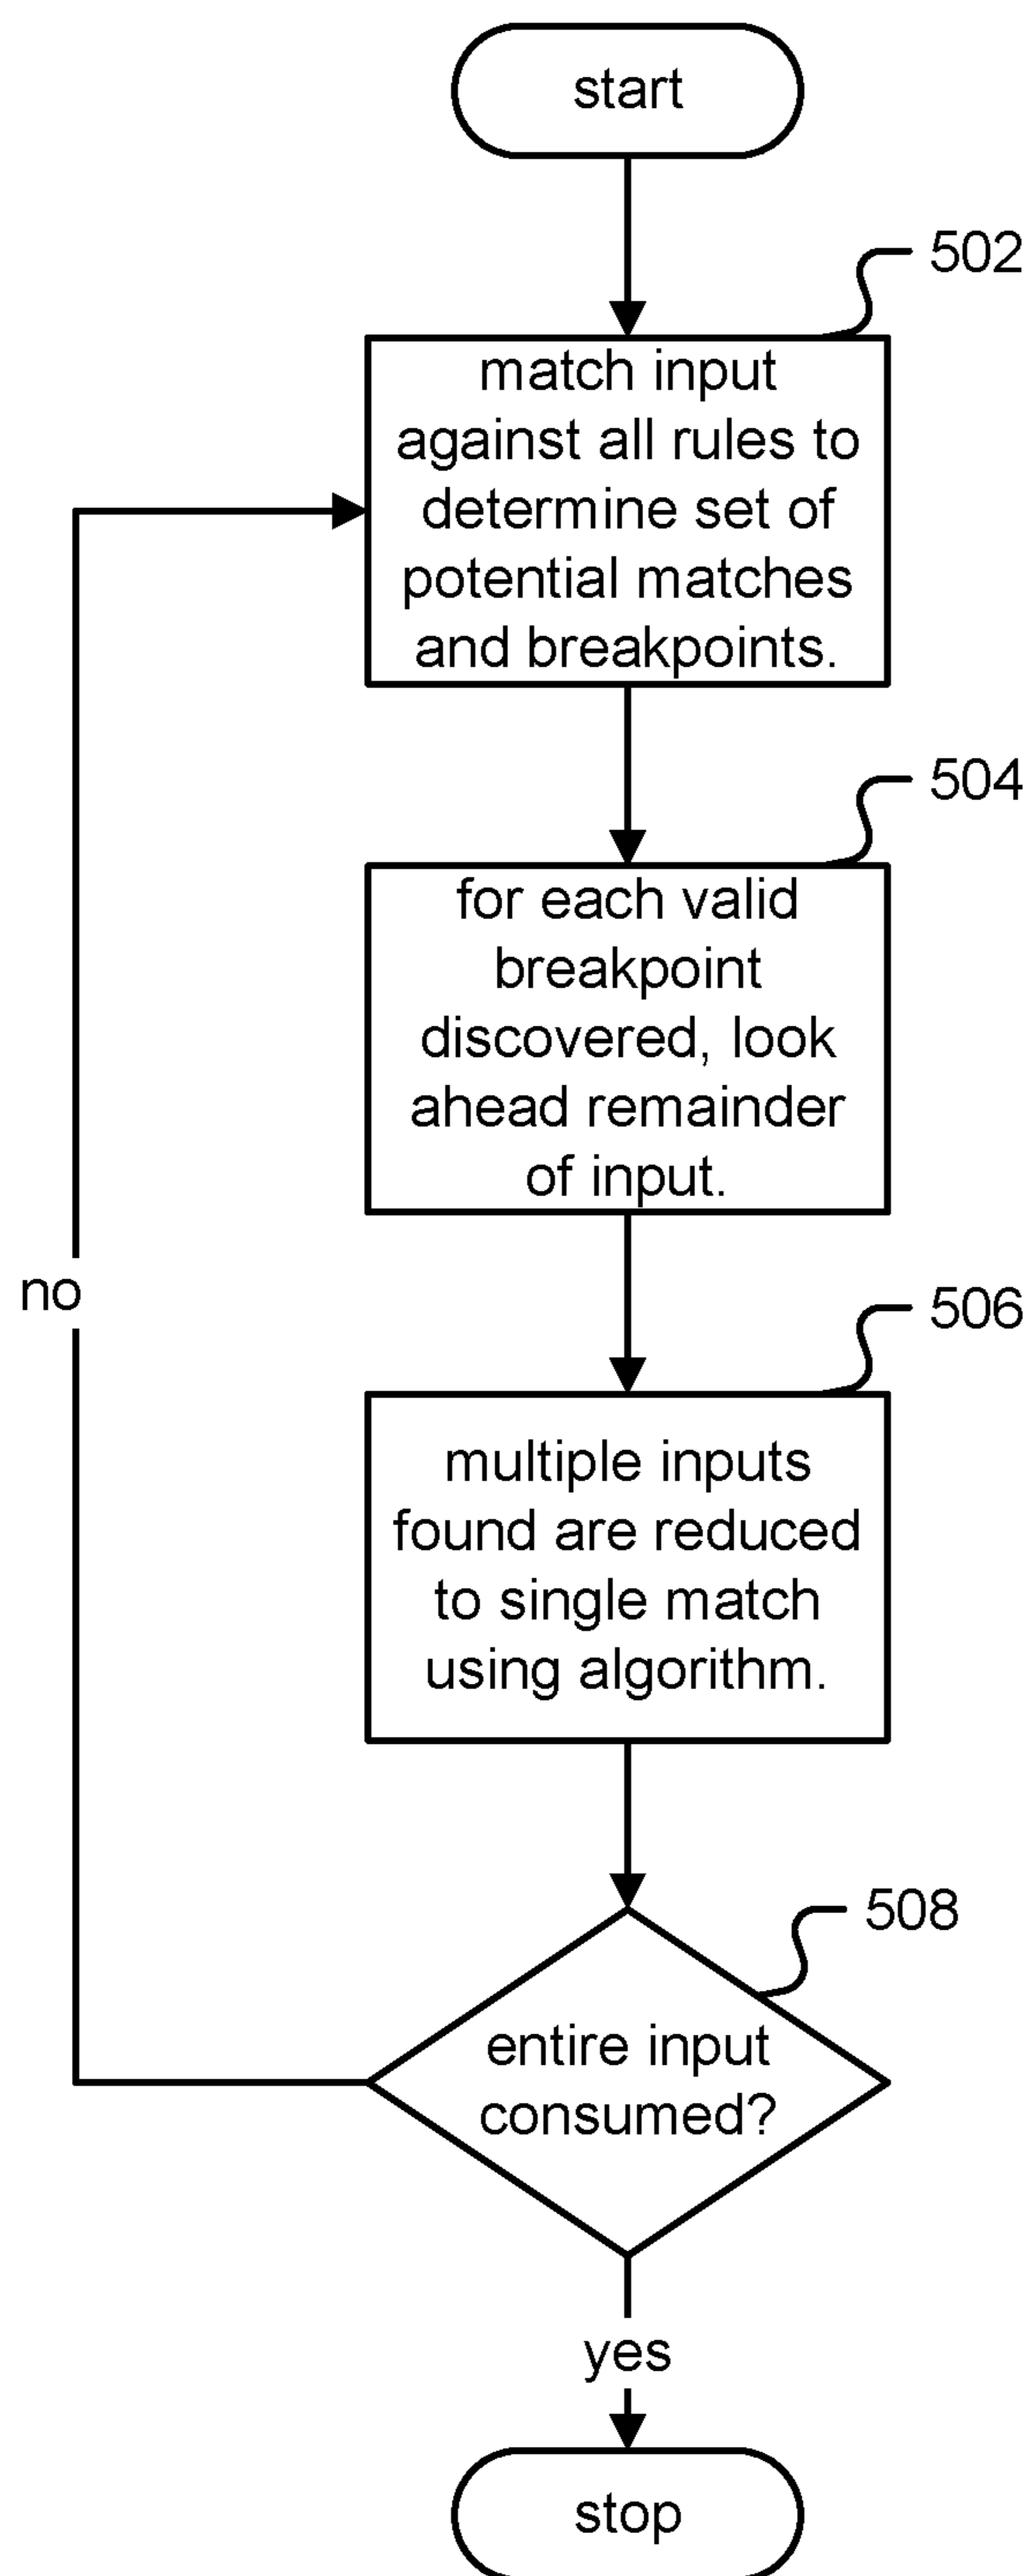 start
502
match input
against all rules to
determine set of
potential matches
and breakpoints.
504
for each valid
breakpoint
discovered, look
ahead remainder
of input.
no
506
multiple inputs
found are reduced
to single match
using algorithm.
508
entire input
consumed?
yes
stop